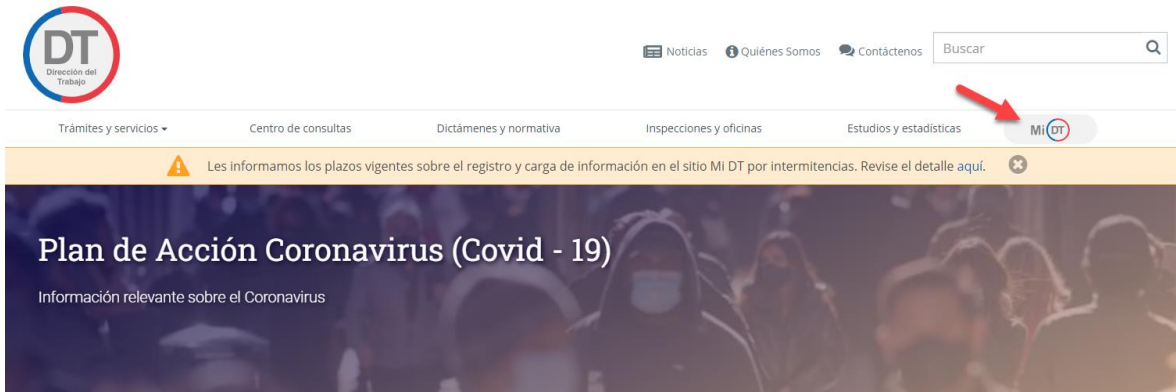 DT
Dirección del
Trabajo
Noticias Quiénes Somos Contáctenos Buscar
Trámites y servicios Centro de consultas Dictámenes y normativa Inspecciones y oficinas Estudios y estadísticas Mi DT
Les informamos los plazos vigentes sobre el registro y carga de información en el sitio Mi DT por intermitencias. Revise el detalle aquí.
Plan de Acción Coronavirus (Covid - 19)
Información relevante sobre el Coronavirus